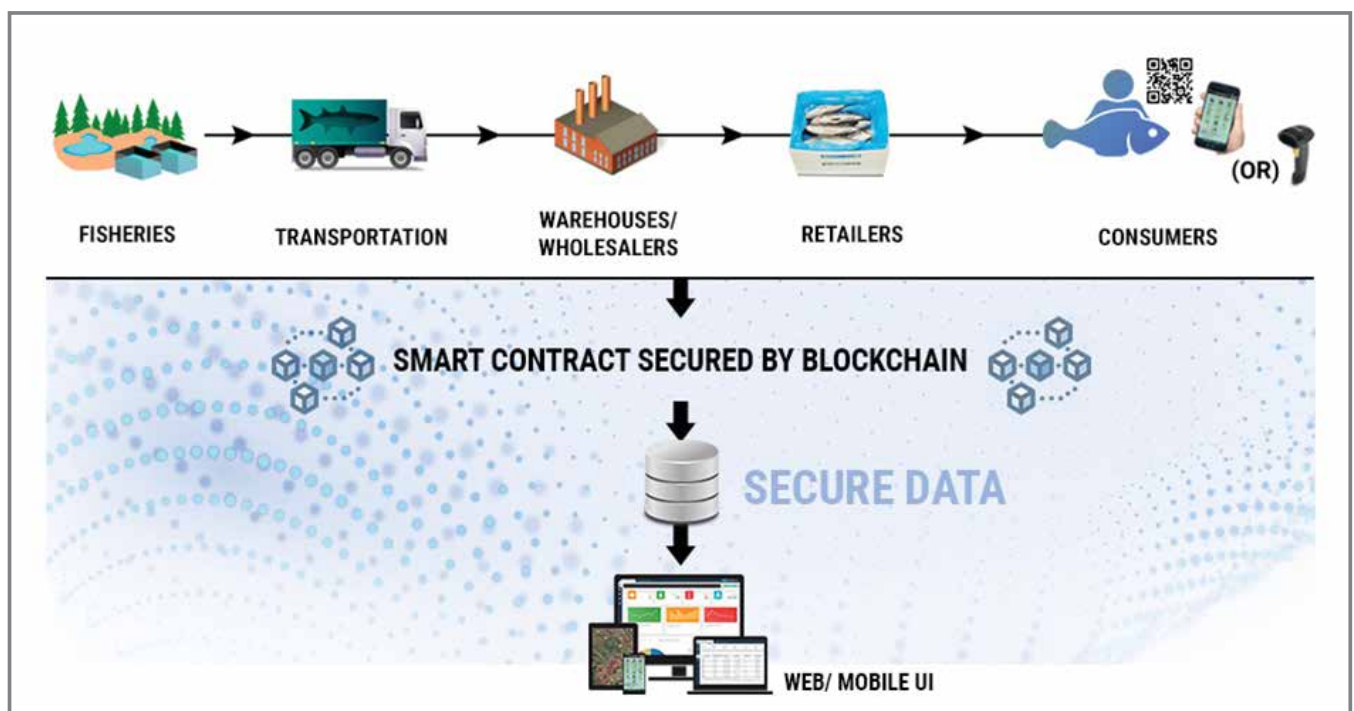 (OR)
FISHERIES
TRANSPORTATION
WAREHOUSES/
WHOLESALERS
RETAILERS
CONSUMERS
SMART CONTRACT SECURED BY BLOCKCHAIN
SECURE DATA
WEB/ MOBILE UI